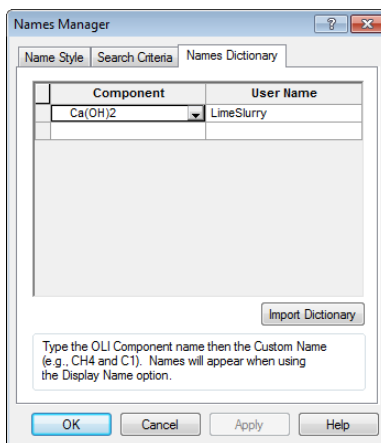 Names Manager
Name Style Search Criteria Names Dictionary
Component User Name
Ca(OH)2 LimeSlurry
Import Dictionary
Type the OLI Component name then the Custom Name
(e.g., CH4 and C1). Names will appear when using
the Display Name option.
OK Cancel Apply Help